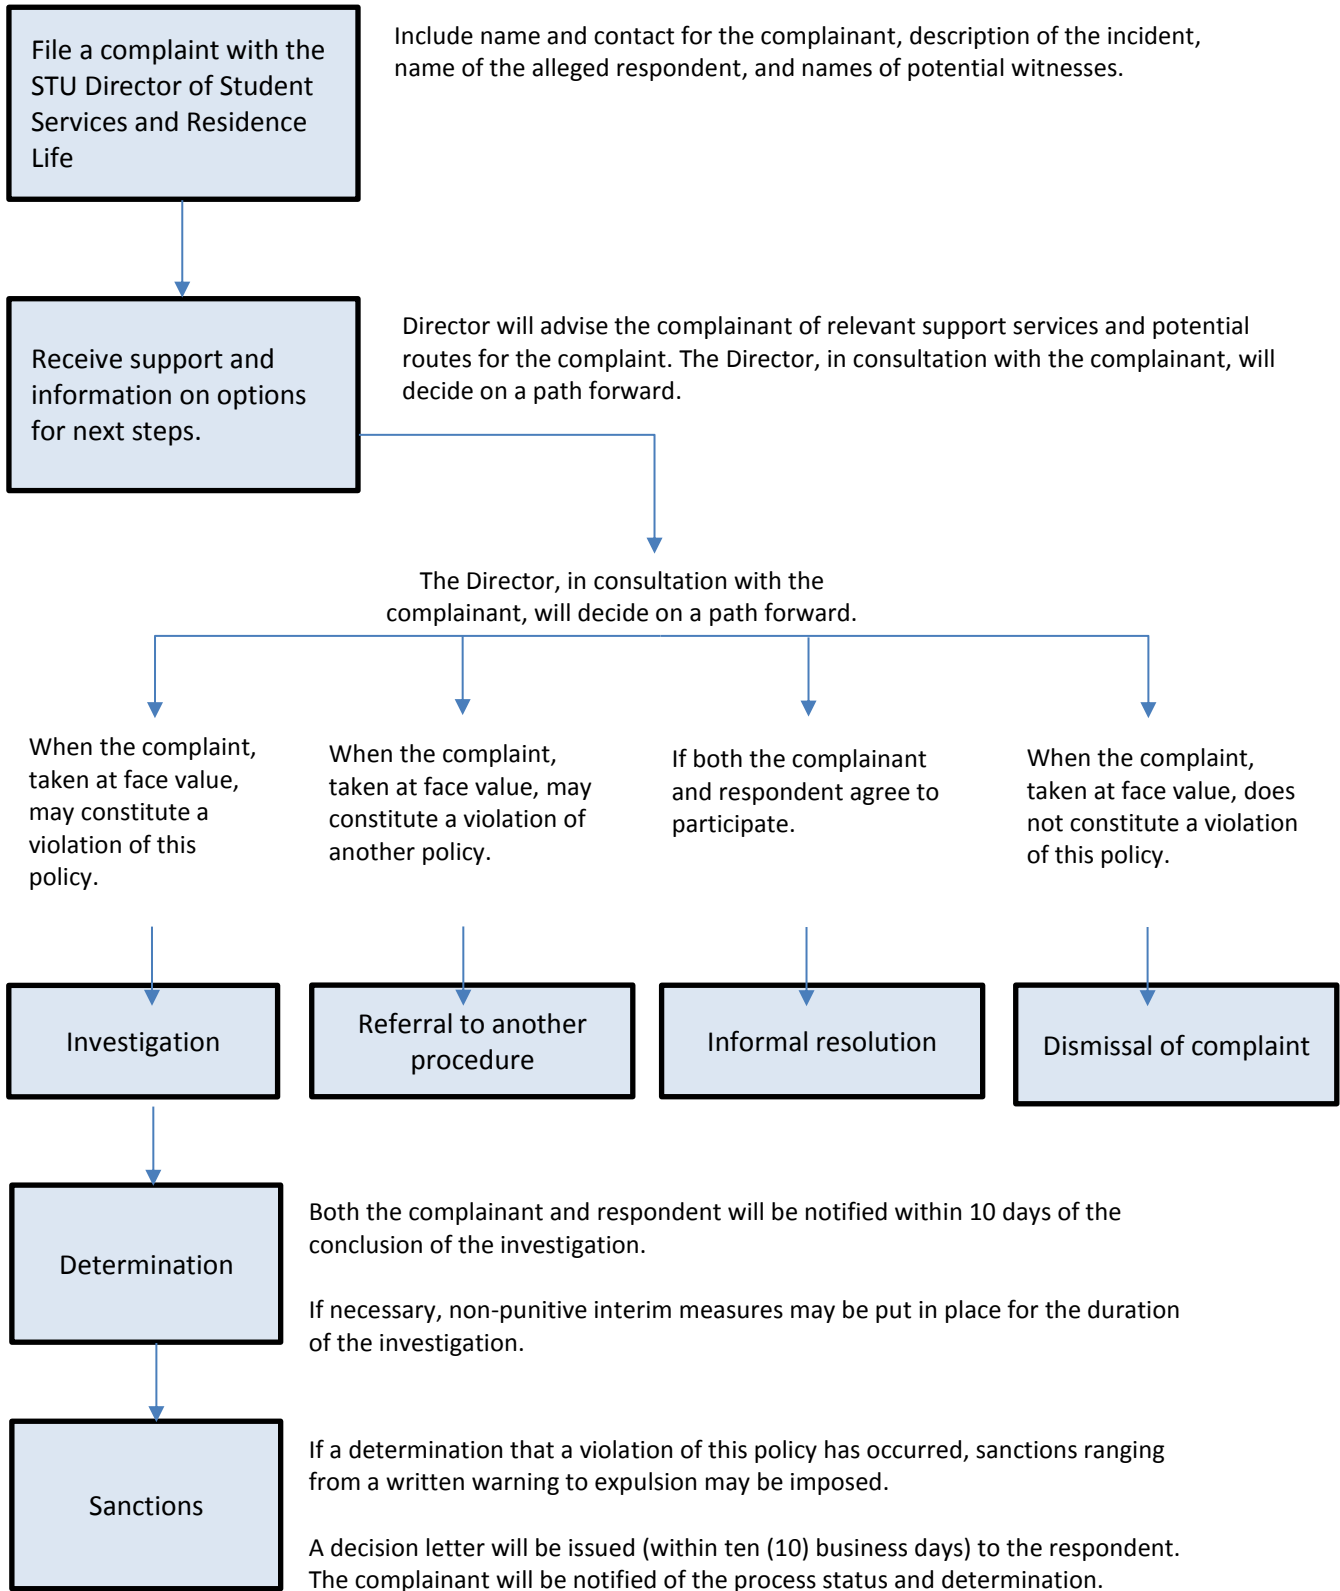 File a complaint with the
STU Director of Student
Services and Residence
Life
Include name and contact for the complainant, description of the incident,
name of the alleged respondent, and names of potential witnesses.
Receive support and
information on options
for next steps.
Director will advise the complainant of relevant support services and potential
routes for the complaint. The Director, in consultation with the complainant, will
decide on a path forward.
The Director, in consultation with the
complainant, will decide on a path forward.
When the complaint,
taken at face value,
may constitute a
violation of this
policy.
When the complaint,
taken at face value, may
constitute a violation of
another policy.
If both the complainant
and respondent agree to
participate.
When the complaint,
taken at face value, does
not constitute a violation
of this policy.
Investigation
Referral to another
procedure
Informal resolution
Dismissal of complaint
Determination
Both the complainant and respondent will be notified within 10 days of the
conclusion of the investigation.
If necessary, non-punitive interim measures may be put in place for the duration
of the investigation.
Sanctions
If a determination that a violation of this policy has occurred, sanctions ranging
from a written warning to expulsion may be imposed.
A decision letter will be issued (within ten (10) business days) to the respondent.
The complainant will be notified of the process status and determination.